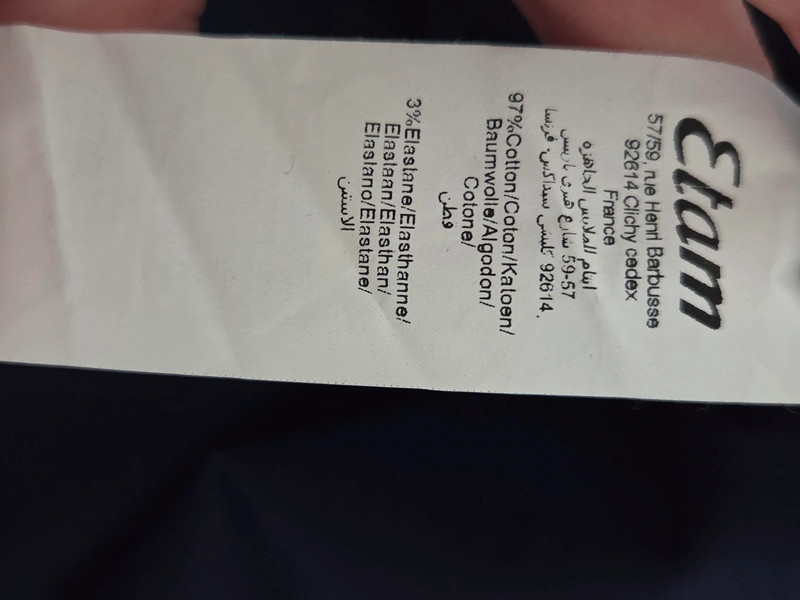 Etam
57/59, rue Henri Barbusse
92614 Clichy cedex
France
ايتام الملابس الجاهزة
57-59 شارع هنري باربيس
92614, كليشي سيداكس، فرنسا
97%Cotton/Coton/Katoen/
Baumwolle/Algodon/
Cotone/
قطن
3%Elastane/Elasthanne/
Elastaan/Elasthan/
Elastano/Elastane/
الاستين